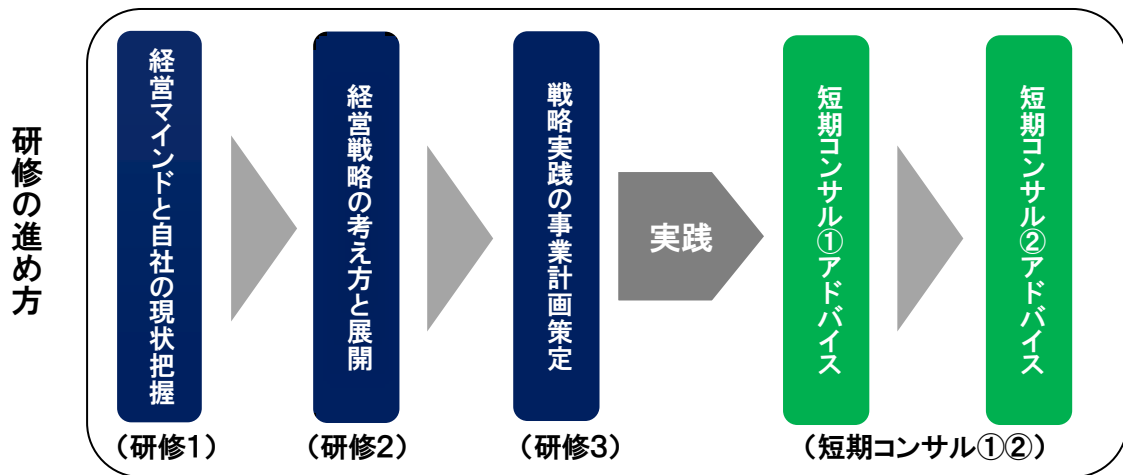 研修の進め方
経営マインドと自社の現状把握
経営戦略の考え方と展開
戦略実践の事業計画策定
実践
短期コンサル①アドバイス
短期コンサル②アドバイス
（研修1）
（研修2）
（研修3）
（短期コンサル①②）